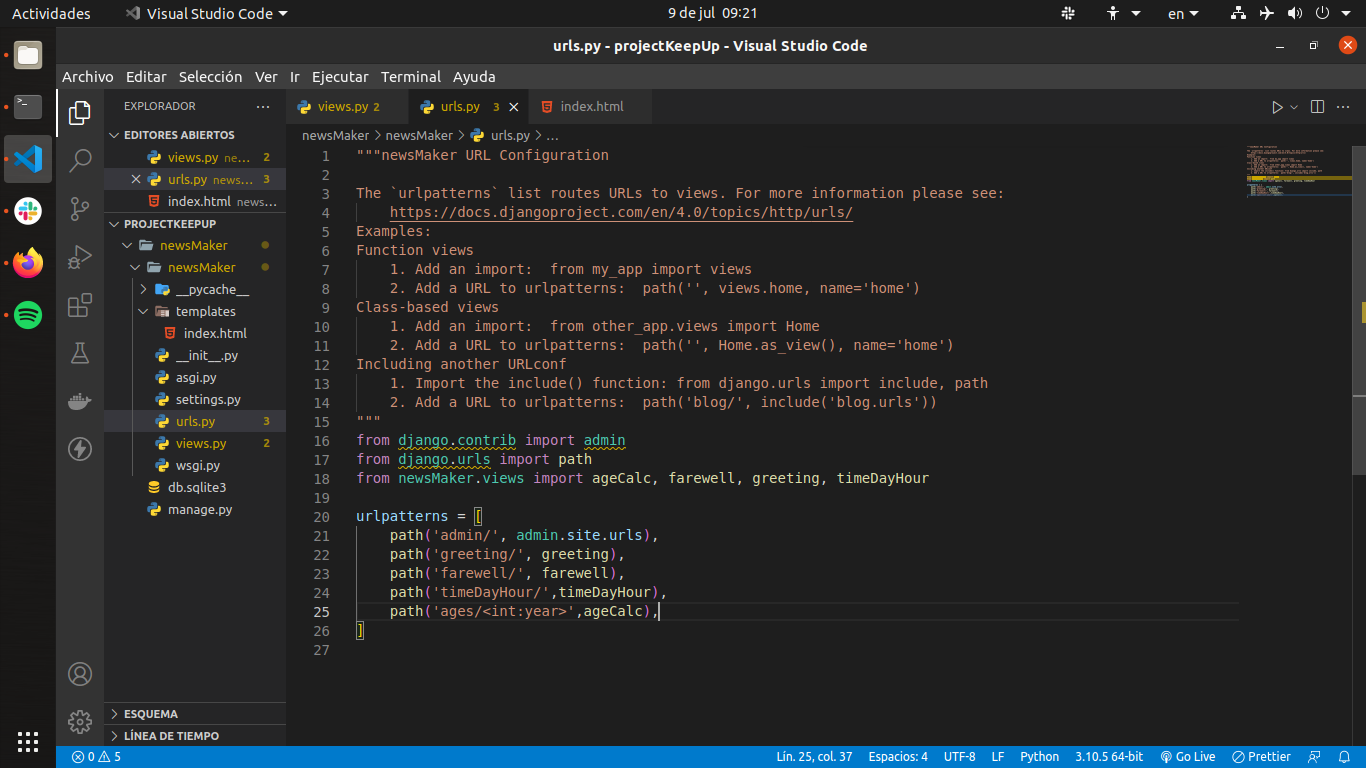 Actividades
Visual Studio Code
9 de jul 09:21
en
urls.py - projectKeepUp - Visual Studio Code
Archivo Editar Selección Ver Ir Ejecutar Terminal Ayuda
EXPLORADOR
EDITORES ABIERTOS
views.py ne... 2
urls.py news... 3
index.html news...
PROJECTKEEPUP
newsMaker
newsMaker
__pycache__
templates
index.html
__init__.py
asgi.py
settings.py
urls.py 3
views.py 2
wsgi.py
db.sqlite3
manage.py
ESQUEMA
LÍNEA DE TIEMPO
views.py 2
urls.py 3
index.html
newsMaker > newsMaker > urls.py > ...
1 """newsMaker URL Configuration
2
3 The `urlpatterns` list routes URLs to views. For more information please see:
4     https://docs.djangoproject.com/en/4.0/topics/http/urls/
5 Examples:
6 Function views
7     1. Add an import:  from my_app import views
8     2. Add a URL to urlpatterns:  path('', views.home, name='home')
9 Class-based views
10     1. Add an import:  from other_app.views import Home
11     2. Add a URL to urlpatterns:  path('', Home.as_view(), name='home')
12 Including another URLconf
13     1. Import the include() function: from django.urls import include, path
14     2. Add a URL to urlpatterns:  path('blog/', include('blog.urls'))
15 """
16 from django.contrib import admin
17 from django.urls import path
18 from newsMaker.views import ageCalc, farewell, greeting, timeDayHour
19
20 urlpatterns = [
21     path('admin/', admin.site.urls),
22     path('greeting/', greeting),
23     path('farewell/', farewell),
24     path('timeDayHour/',timeDayHour),
25     path('ages/<int:year>',ageCalc),
26 ]
27
0 5
Lín. 25, col. 37
Espacios: 4
UTF-8
LF
Python
3.10.5 64-bit
Go Live
Prettier